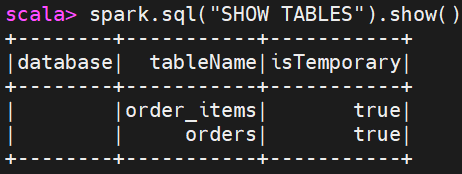 scala> spark.sql("SHOW TABLES").show()
+--------+-----------+-----------+
|database|  tableName|isTemporary|
+--------+-----------+-----------+
|        |order_items|       true|
|        |     orders|       true|
+--------+-----------+-----------+